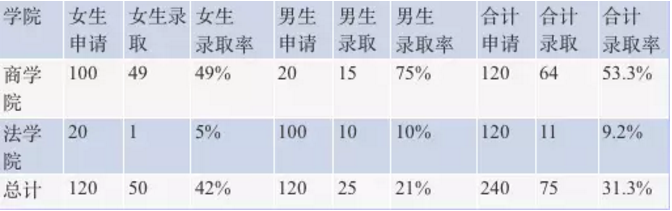 学院 女生申请 女生录取 女生录取率 男生申请 男生录取 男生录取率 合计申请 合计录取 合计录取率
商学院 100 49 49% 20 15 75% 120 64 53.3%
法学院 20 1 5% 100 10 10% 120 11 9.2%
总计 120 50 42% 120 25 21% 240 75 31.3%